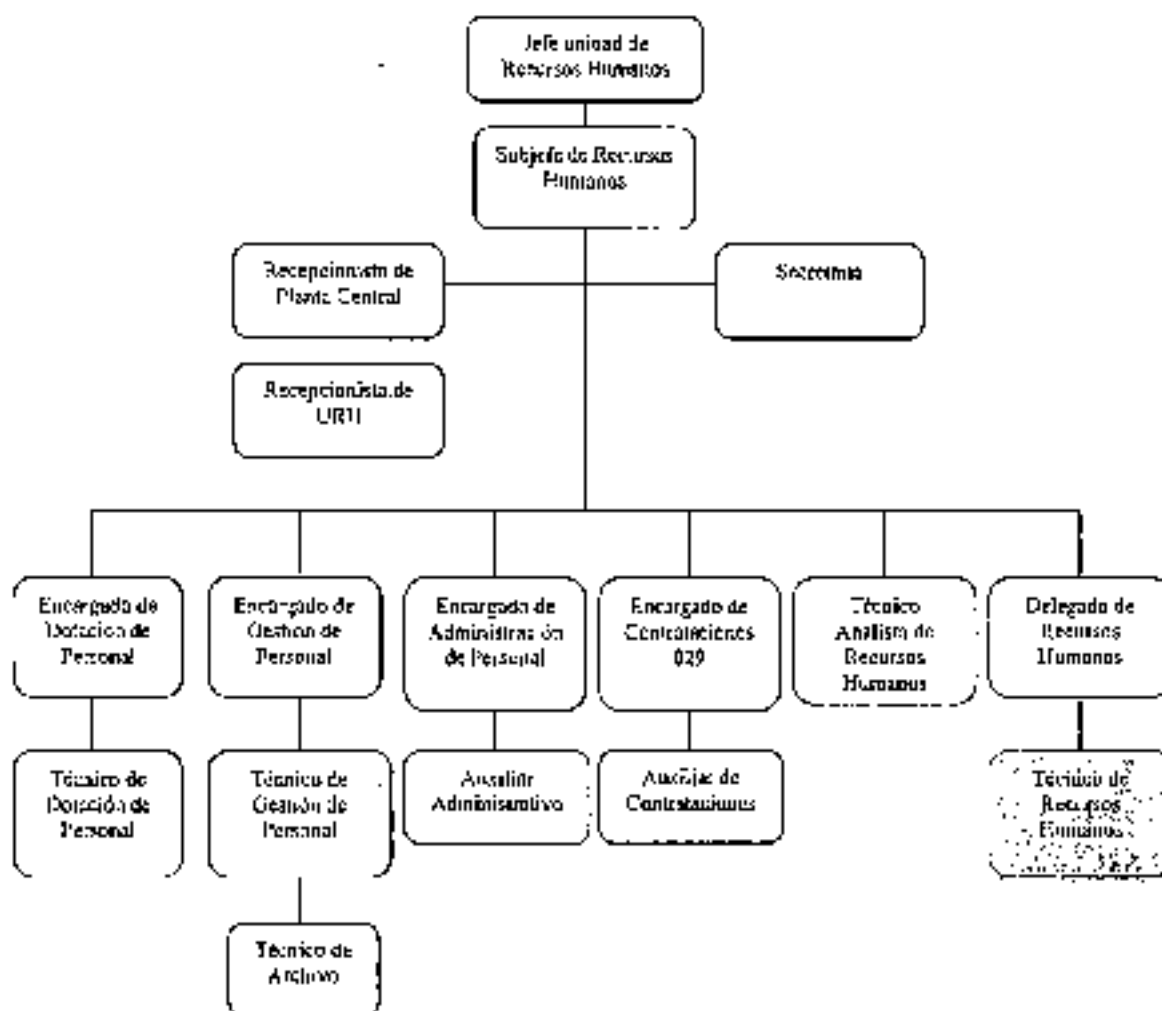 Jefe unidad de
Recursos Humanos
Subjefe de Recursos
Humanos
Recepcionista de
Planta Central
Secretaria
Recepcionista de
URH
Encargada de
Dotación de
Personal
Encargado de
Gestión de
Personal
Encargado de
Administración
de Personal
Encargado de
Contrataciones
029
Técnico
Analista de
Recursos
Humanos
Delegado de
Recursos
Humanos
Técnico de
Dotación de
Personal
Técnico de
Gestión de
Personal
Auxiliar
Administrativo
Auxiliar de
Contrataciones
Técnico de
Recursos
Humanos
Técnico de
Archivo